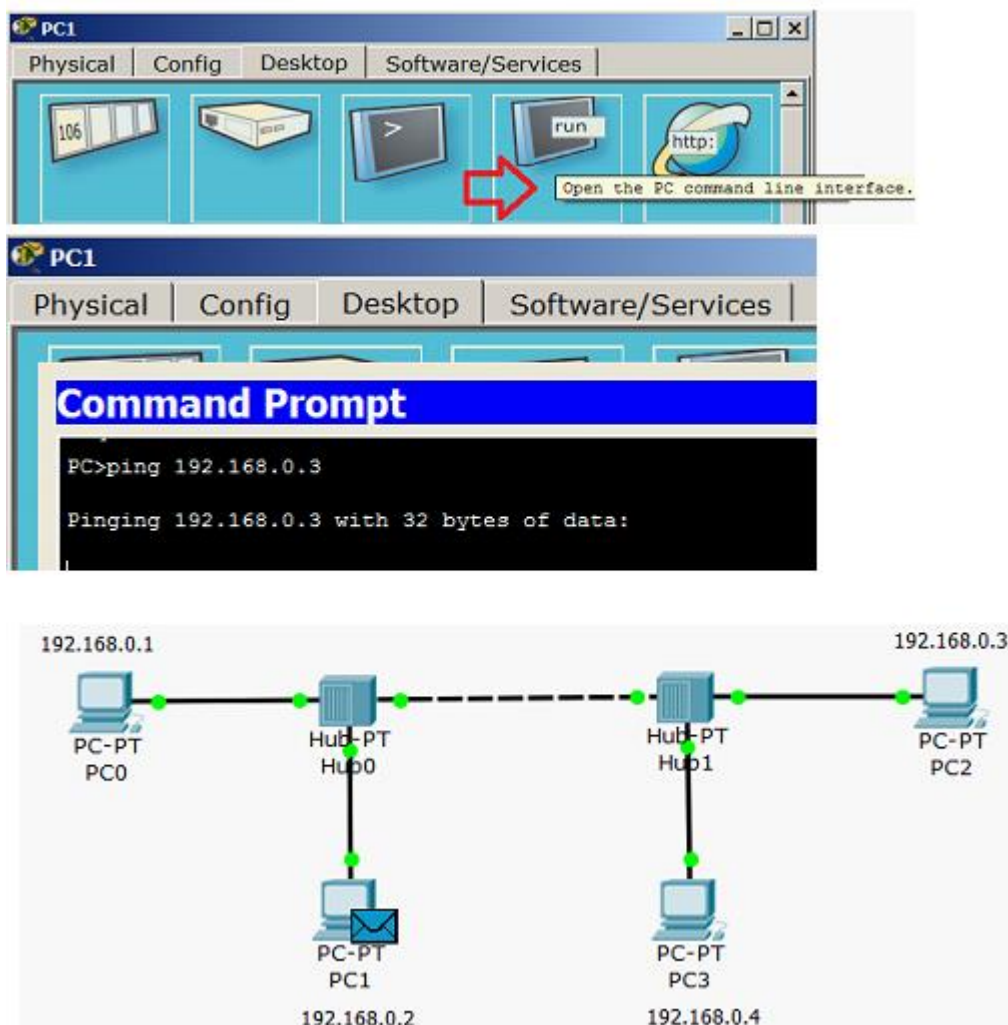 PC1
Physical Config Desktop Software/Services
106 > run http:
Open the PC command line interface.
PC1
Physical Config Desktop Software/Services
Command Prompt
PC>ping 192.168.0.3
Pinging 192.168.0.3 with 32 bytes of data:
192.168.0.1 192.168.0.3
PC-PT Hub-PT Hub-PT PC-PT
PC0 Hub0 Hub1 PC2
PC-PT PC-PT
PC1 PC3
192.168.0.2 192.168.0.4